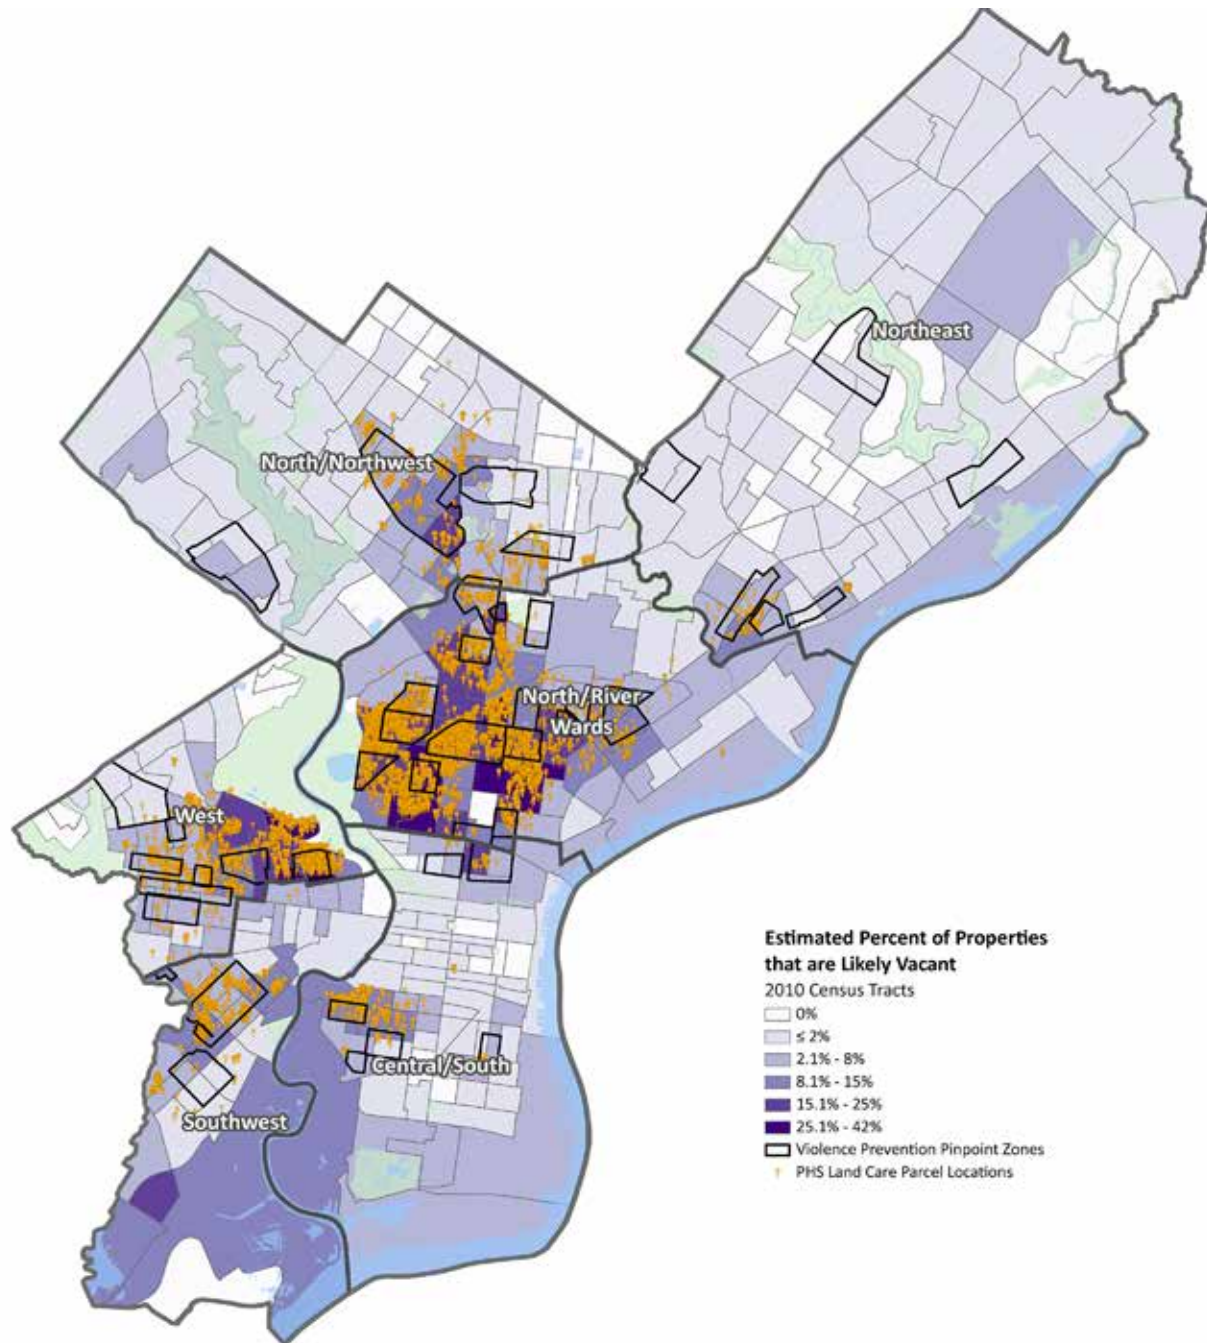 Northeast
North/Northwest
North/River
Wards
West
Central/South
Southwest
Estimated Percent of Properties
that are Likely Vacant
2010 Census Tracts
0%
≤ 2%
2.1% - 8%
8.1% - 15%
15.1% - 25%
25.1% - 42%
Violence Prevention Pinpoint Zones
PHS Land Care Parcel Locations